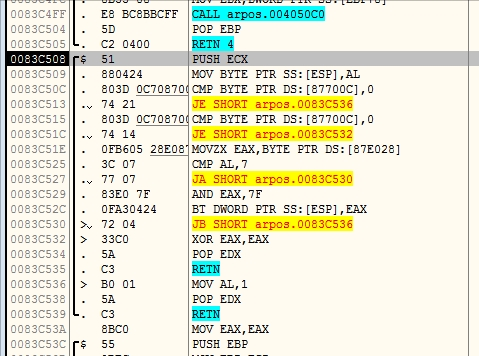 0083C4FF . E8 BC8BBCFF CALL arpos.004050C0
0083C504 . 5D POP EBP
0083C505 . C2 0400 RETN 4
0083C508 $ 51 PUSH ECX
0083C509 . 880424 MOV BYTE PTR SS:[ESP],AL
0083C50C . 803D 0C708700 CMP BYTE PTR DS:[87700C],0
0083C513 .v 74 21 JE SHORT arpos.0083C536
0083C515 . 803D 0C708700 CMP BYTE PTR DS:[87700C],0
0083C51C .v 74 14 JE SHORT arpos.0083C532
0083C51E . 0FB605 28E087 MOVZX EAX,BYTE PTR DS:[87E028]
0083C525 . 3C 07 CMP AL,7
0083C527 .v 77 07 JA SHORT arpos.0083C530
0083C529 . 83E0 7F AND EAX,7F
0083C52C . 0FA30424 BT DWORD PTR SS:[ESP],EAX
0083C530 >v 72 04 JB SHORT arpos.0083C536
0083C532 > 33C0 XOR EAX,EAX
0083C534 . 5A POP EDX
0083C535 . C3 RETN
0083C536 > B0 01 MOV AL,1
0083C538 . 5A POP EDX
0083C539 . C3 RETN
0083C53A 8BC0 MOV EAX,EAX
0083C53C $ 55 PUSH EBP